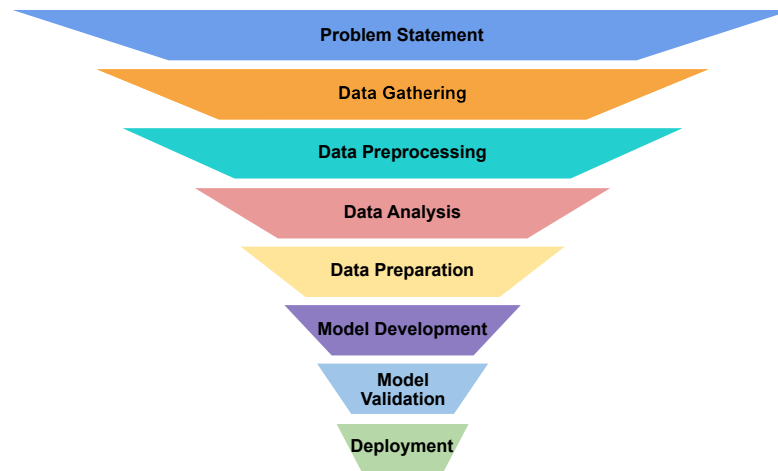 Problem Statement
Data Gathering
Data Preprocessing
Data Analysis
Data Preparation
Model Development
Model
Validation
Deployment